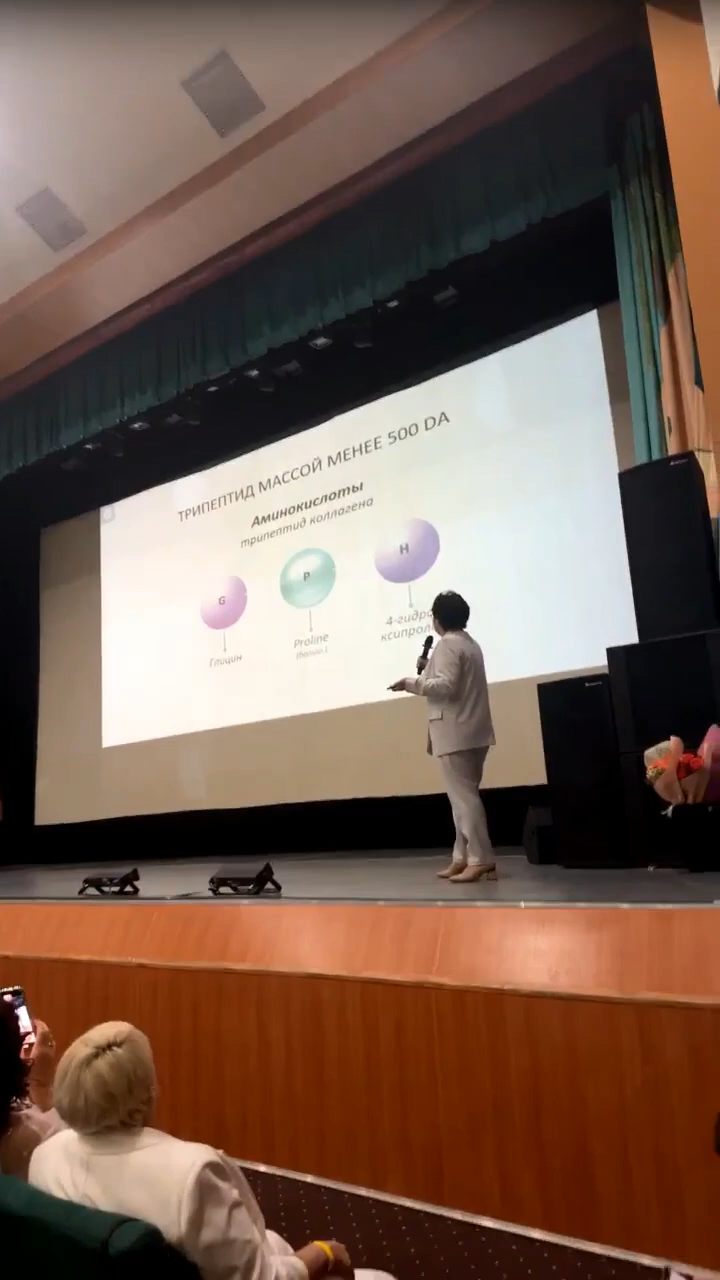 ТРИПЕПТИД МАССОЙ МЕНЕЕ 500 DA
Аминокислоты
трипептид коллагена
G
P
H
Глицин
Proline
4-гидро
ксипрол